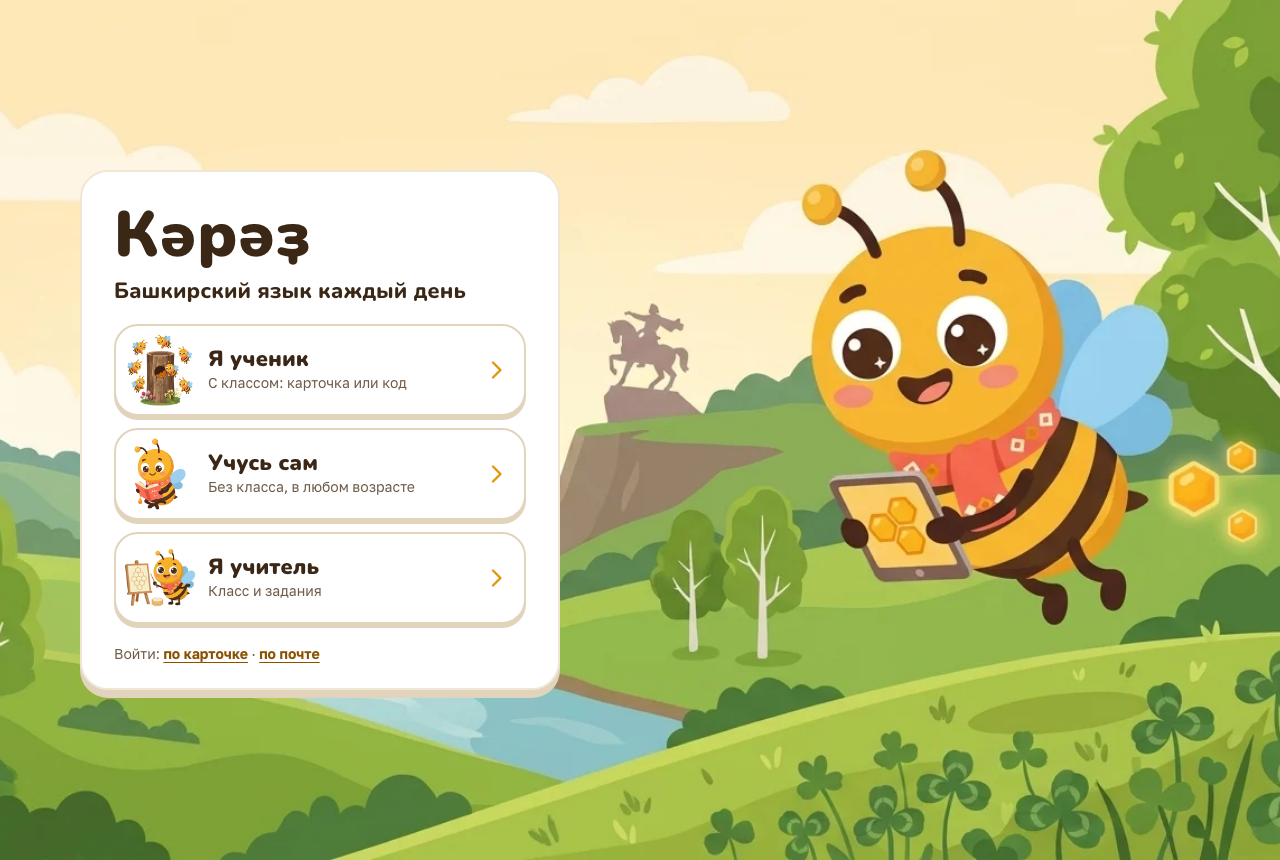 Кәрәҙ
Башкирский язык каждый день
Я ученик
С классом: карточка или код
Учусь сам
Без класса, в любом возрасте
Я учитель
Класс и задания
Войти: по карточке · по почте